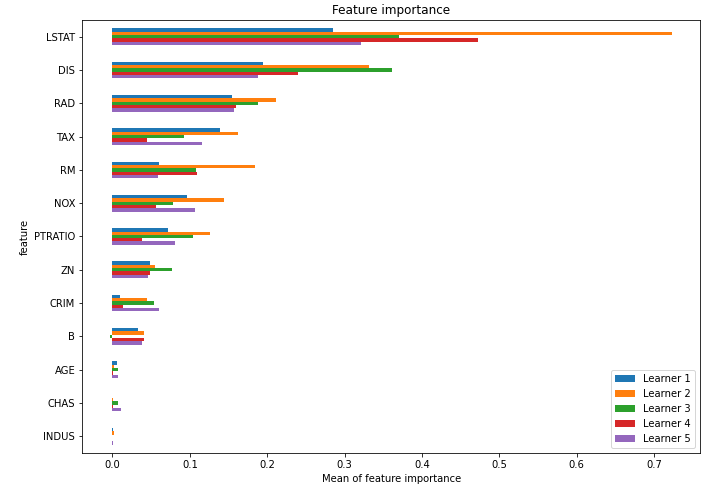 Feature importance
LSTAT
DIS
RAD
TAX
RM
NOX
PTRATIO
ZN
CRIM
B
AGE
CHAS
INDUS
feature
Learner 1
Learner 2
Learner 3
Learner 4
Learner 5
0.0 0.1 0.2 0.3 0.4 0.5 0.6 0.7
Mean of feature importance